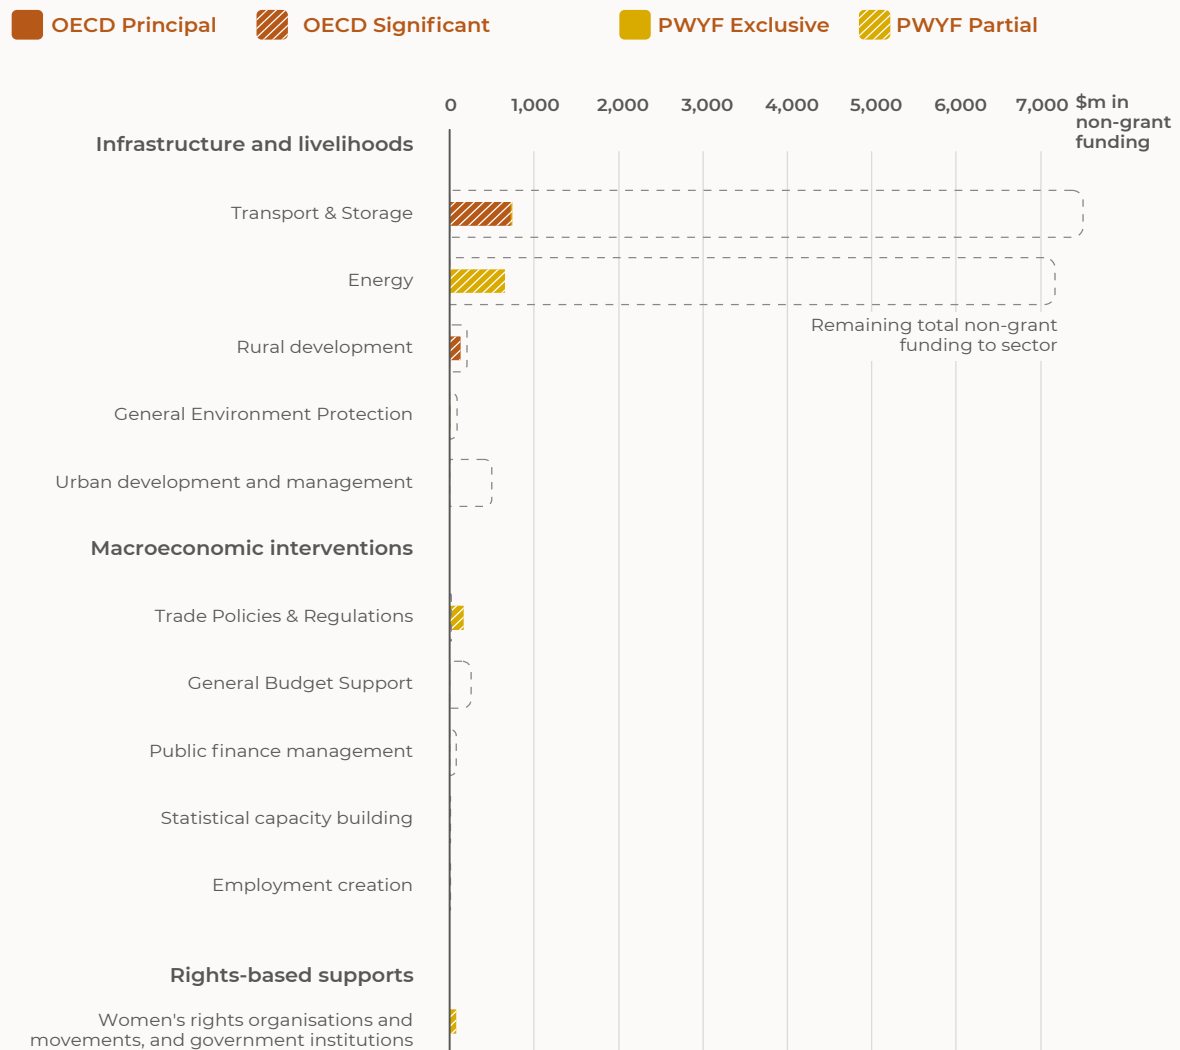 OECD Principal
OECD Significant
PWYF Exclusive
PWYF Partial
0
1,000
2,000
3,000
4,000
5,000
6,000
7,000
$m in
non-grant
funding
Infrastructure and livelihoods
Transport & Storage
Energy
Remaining total non-grant
funding to sector
Rural development
General Environment Protection
Urban development and management
Macroeconomic interventions
Trade Policies & Regulations
General Budget Support
Public finance management
Statistical capacity building
Employment creation
Rights-based supports
Women's rights organisations and
movements, and government institutions